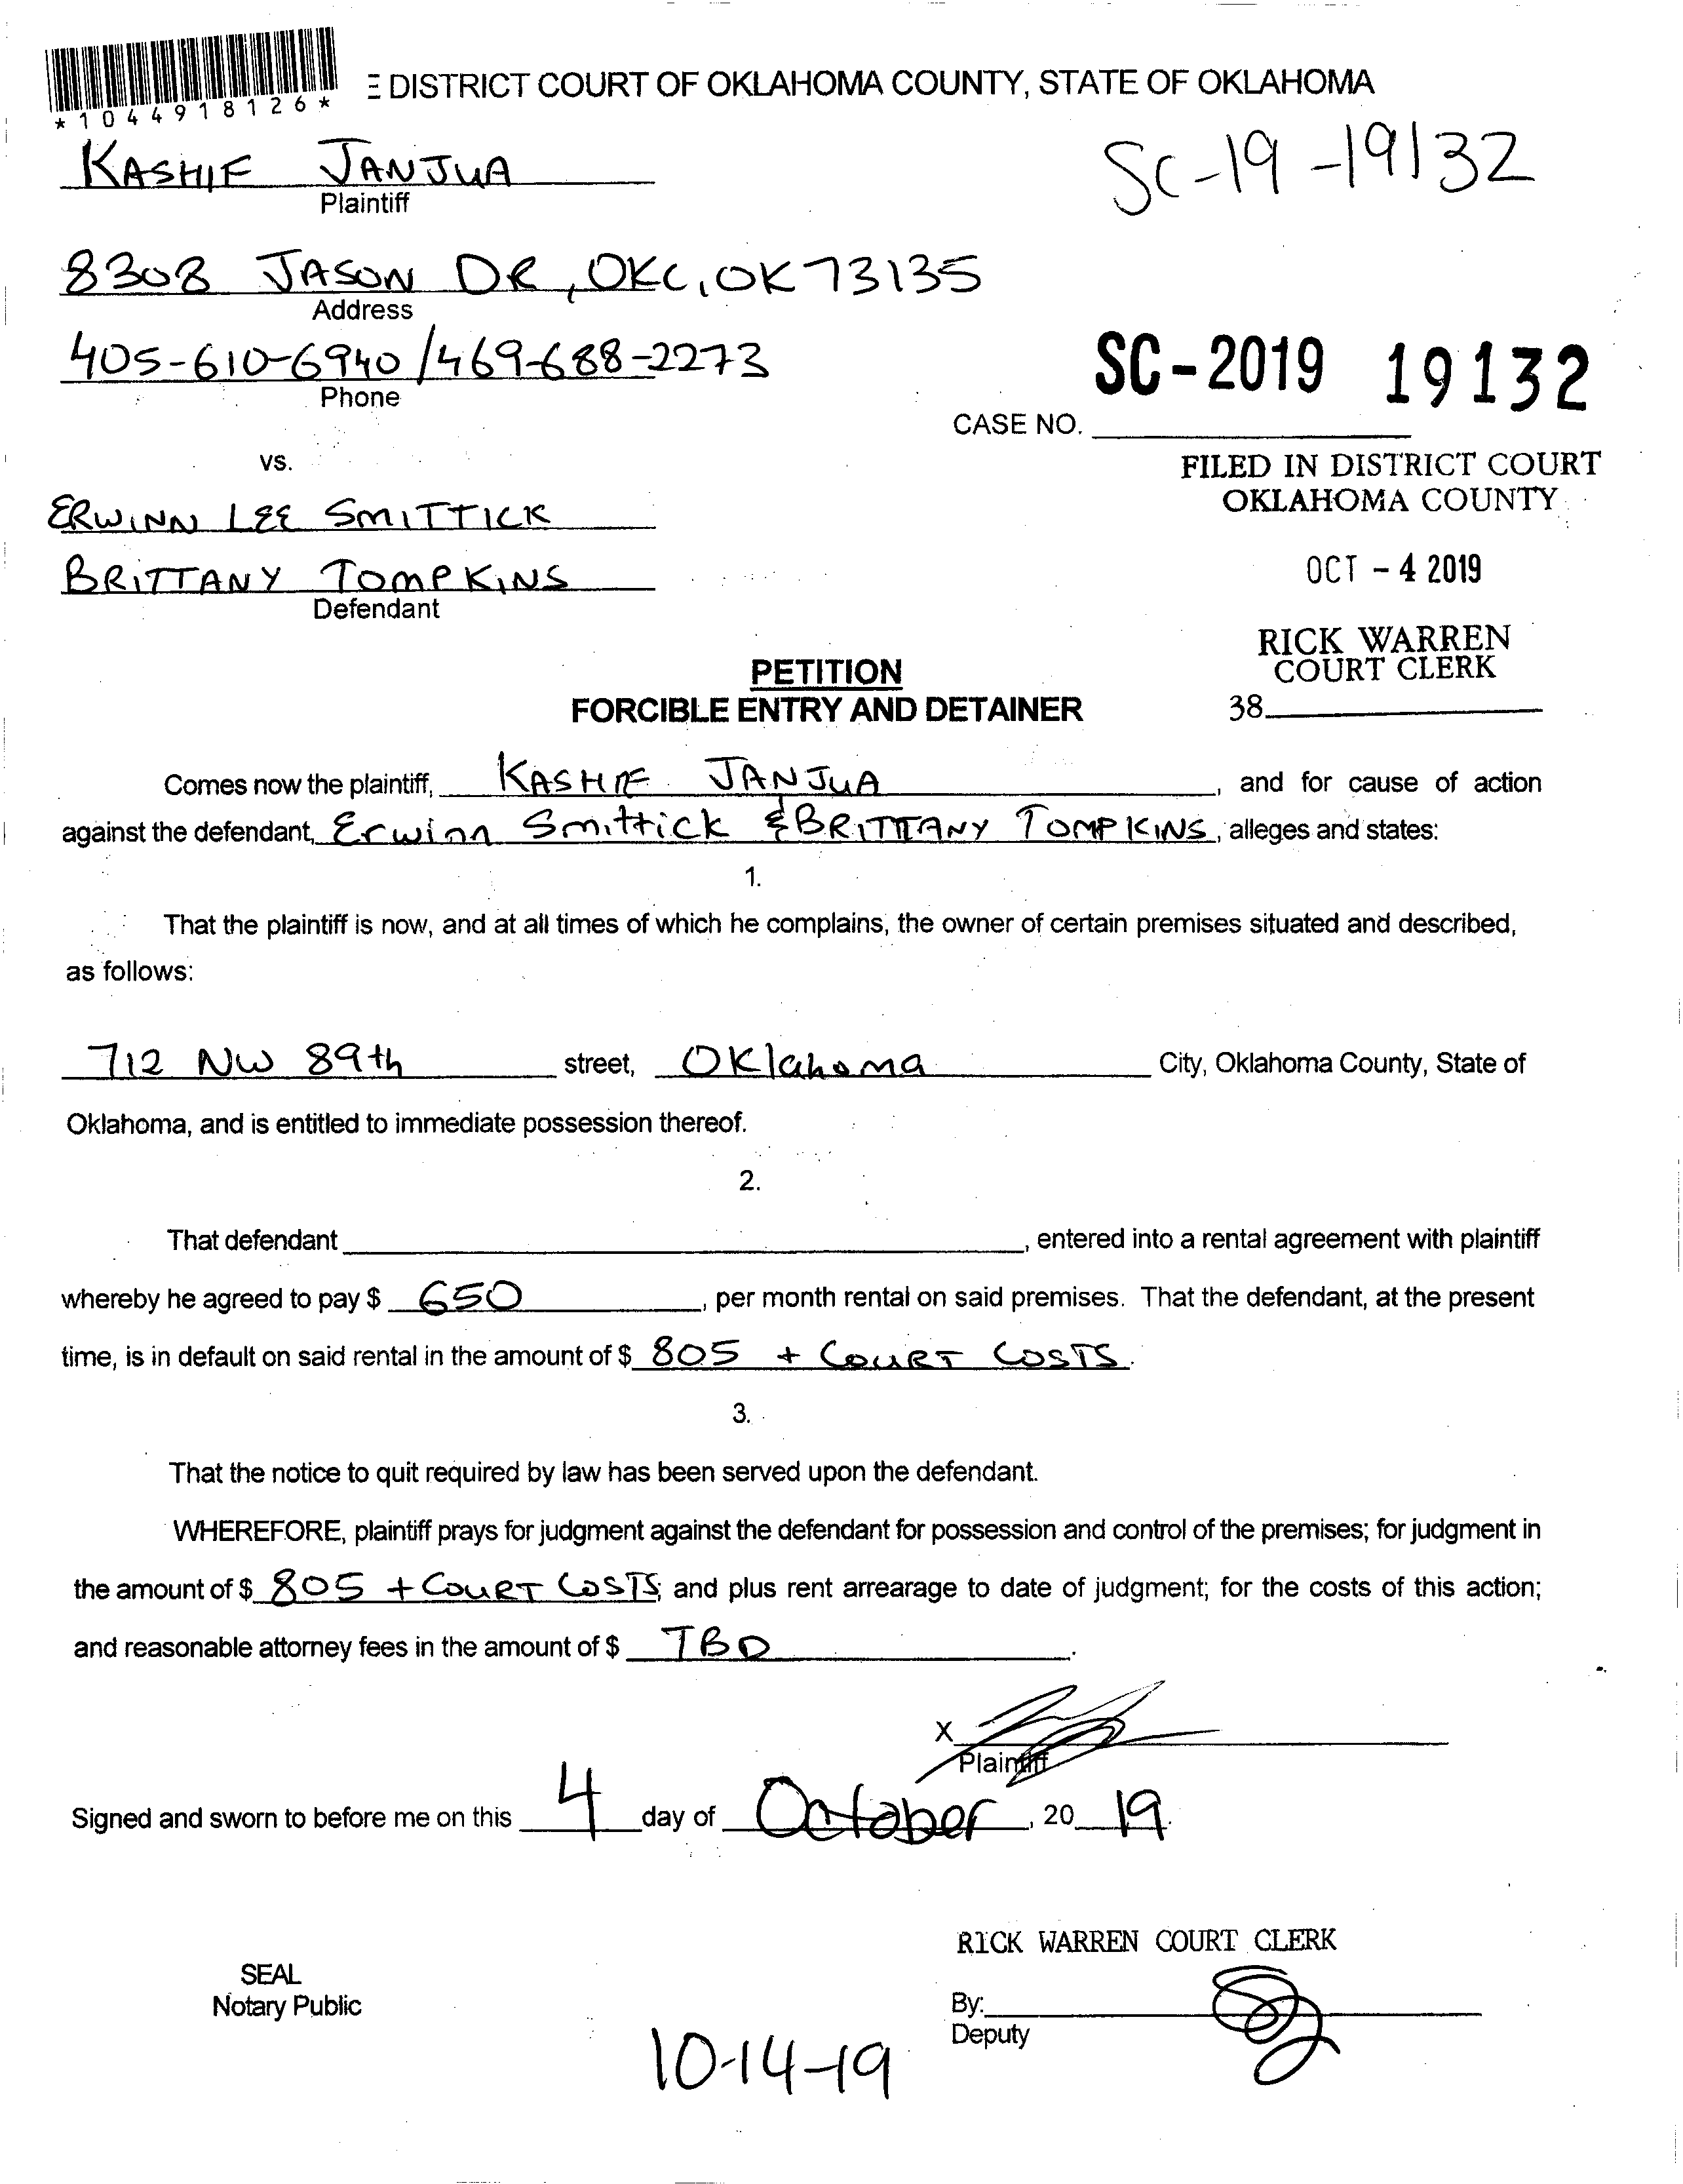 *1044918126*
E DISTRICT COURT OF OKLAHOMA COUNTY, STATE OF OKLAHOMA
KASHIF JANJUA
Plaintiff
SC-19-19132
8308 JASON DR, OKC, OK 73135
Address
405-610-6940/469-688-2273
Phone
SC-2019 19132
CASE NO.
vs.
FILED IN DISTRICT COURT
OKLAHOMA COUNTY
ERWINN LEE SMITTICK
BRITTANY TOMPKINS
Defendant
OCT - 4 2019
RICK WARREN
COURT CLERK
38
PETITION
FORCIBLE ENTRY AND DETAINER
Comes now the plaintiff, KASHIF JANJUA, and for cause of action
against the defendant, Erwinn Smittick & BRITTANY TOMPKINS, alleges and states:
1.
That the plaintiff is now, and at all times of which he complains, the owner of certain premises situated and described,
as follows:
712 NW 89th street, Oklahoma City, Oklahoma County, State of
Oklahoma, and is entitled to immediate possession thereof.
2.
That defendant , entered into a rental agreement with plaintiff
whereby he agreed to pay $ 650, per month rental on said premises. That the defendant, at the present
time, is in default on said rental in the amount of $ 805 + COURT COSTS.
3.
That the notice to quit required by law has been served upon the defendant.
WHEREFORE, plaintiff prays for judgment against the defendant for possession and control of the premises; for judgment in
the amount of $ 805 + COURT COSTS; and plus rent arrearage to date of judgment; for the costs of this action;
and reasonable attorney fees in the amount of $ TBD.
X
Plaintiff
Signed and sworn to before me on this 4 day of October, 20 19.
RICK WARREN COURT CLERK
SEAL
Notary Public
By:
Deputy
10-14-19